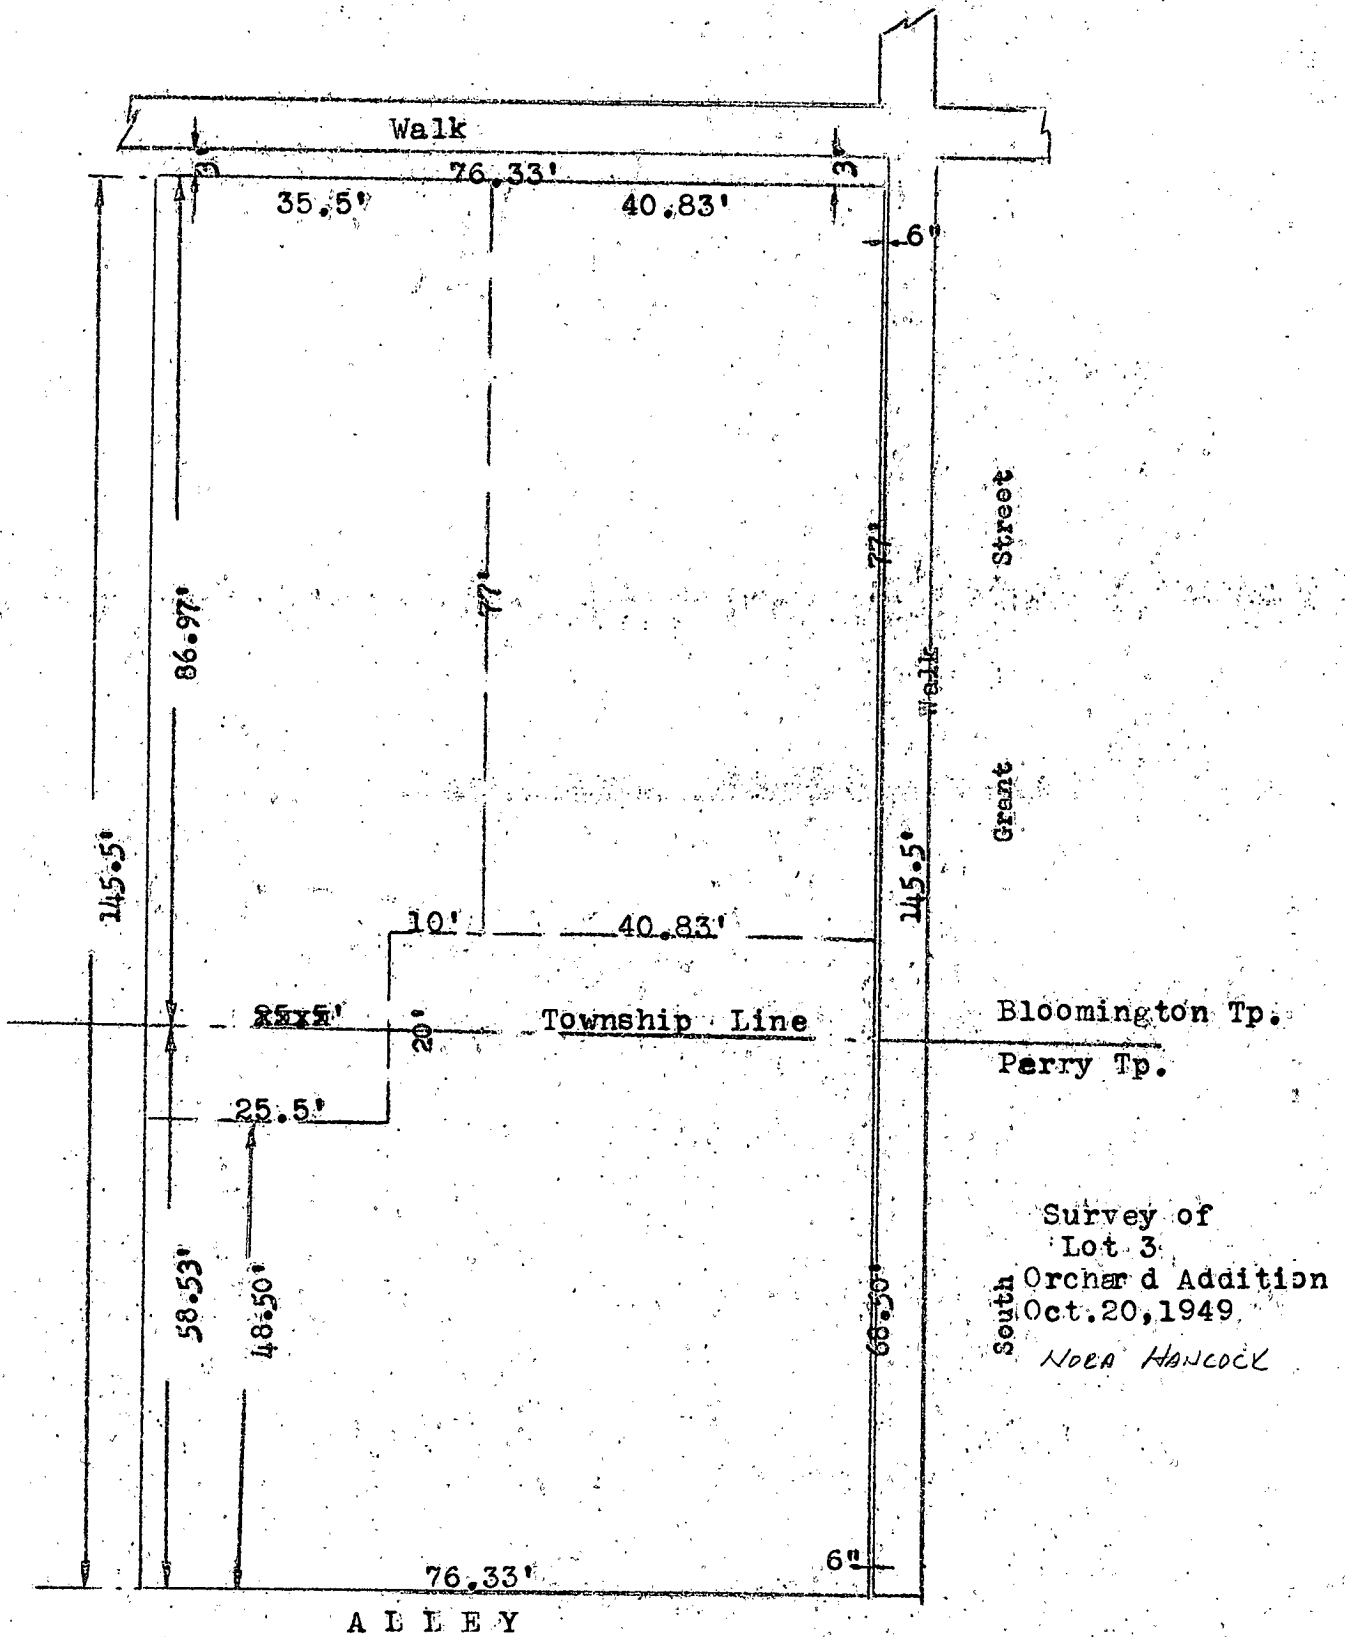 Walk
3'
76.33'
3'
35.5'
40.83'
6"
77'
77'
Street
86.97'
Walk
Grant
145.5'
145.5'
10'
40.83'
Township Line
20'
Bloomington Tp.
Perry Tp.
25.5'
Survey of
Lot 3
Orchard Addition
Oct.20,1949
NORA HANCOCK
South
58.53'
48.50'
68.50'
6"
76.33'
ALLEY